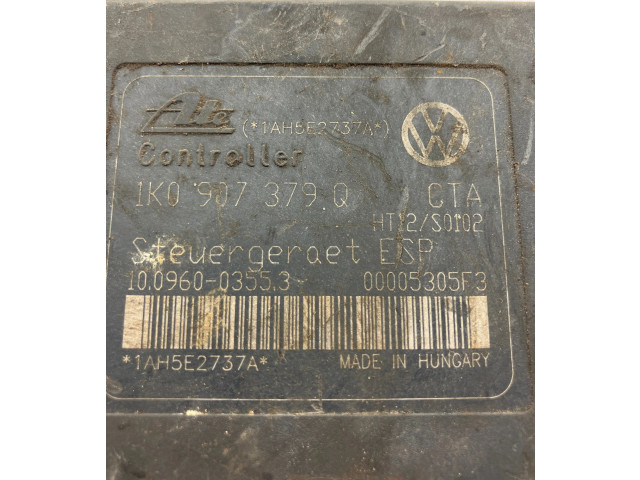 Ate (*1AH5E2737A*)
Controller
1K0 907 379 Q CTA
HT12/S0102
Steuergeraet ESP
10.0960-0355.3 00005305F3
*1AH5E2737A* MADE IN HUNGARY